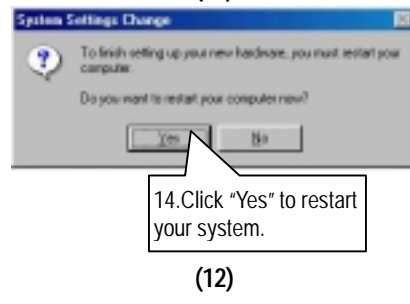 System Settings Change
To finish setting up your new hardware, you must restart your
computer.
Do you want to restart your computer now?
Yes
No
14.Click “Yes” to restart
your system.
(12)